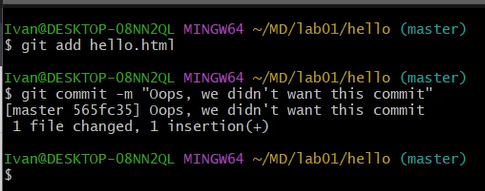 Ivan@DESKTOP-08NN2QL MINGW64 ~/MD/lab01/hello (master)
$ git add hello.html
Ivan@DESKTOP-08NN2QL MINGW64 ~/MD/lab01/hello (master)
$ git commit -m "Oops, we didn't want this commit"
[master 565fc35] Oops, we didn't want this commit
1 file changed, 1 insertion(+)
Ivan@DESKTOP-08NN2QL MINGW64 ~/MD/lab01/hello (master)
$